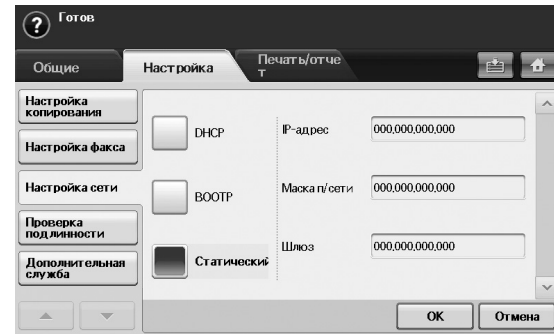 ?
Готов
Общие
Настройка
Печать/отче
т
Настройка
копирования
Настройка факса
Настройка сети
Проверка
подлинности
Дополнительная
служба
DHCP
BOOTP
Статический
IP-адрес
000,000,000,000
Маска п/сети
000,000,000,000
Шлюз
000,000,000,000
OK
Отмена